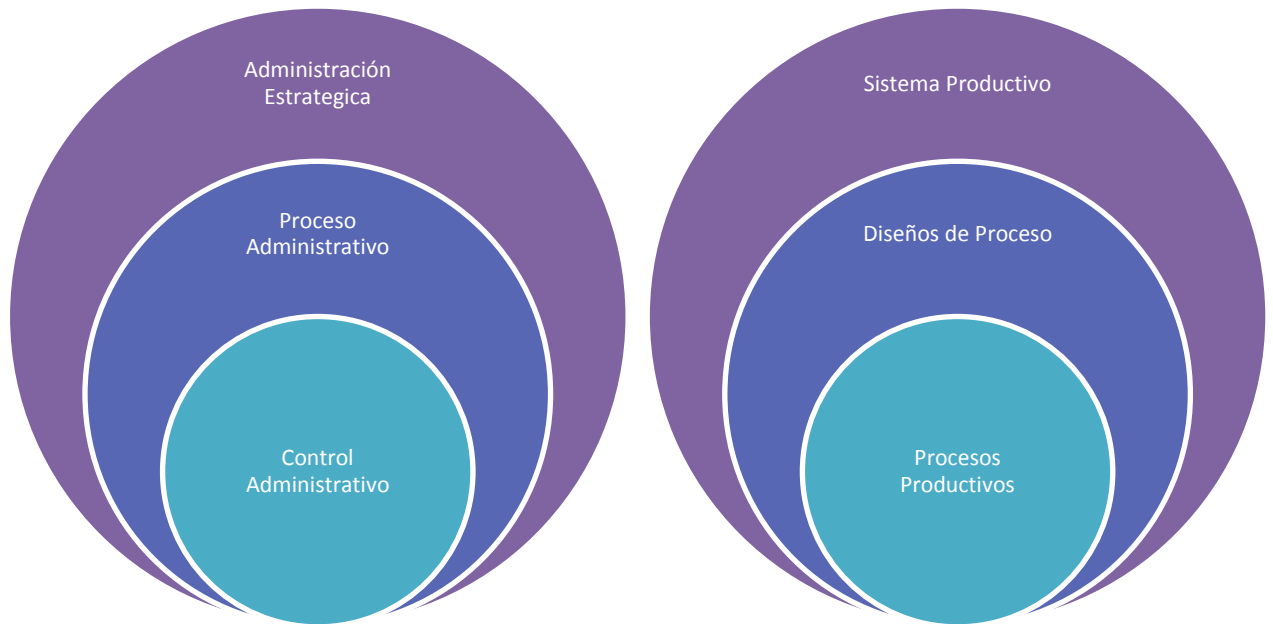 Administración
Estrategica
Proceso
Administrativo
Control
Administrativo
Sistema Productivo
Diseños de Proceso
Procesos
Productivos